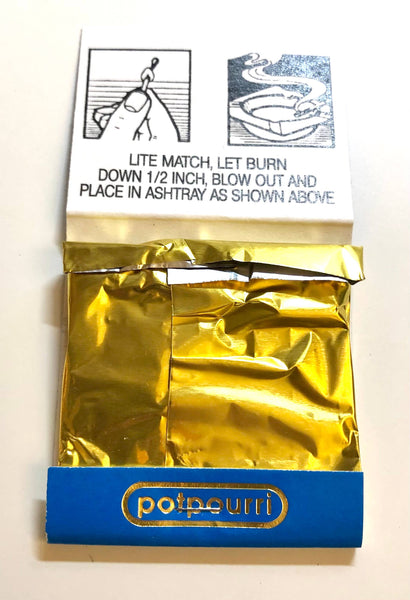 LITE MATCH, LET BURN
DOWN 1/2 INCH, BLOW OUT AND
PLACE IN ASHTRAY AS SHOWN ABOVE
potpourri